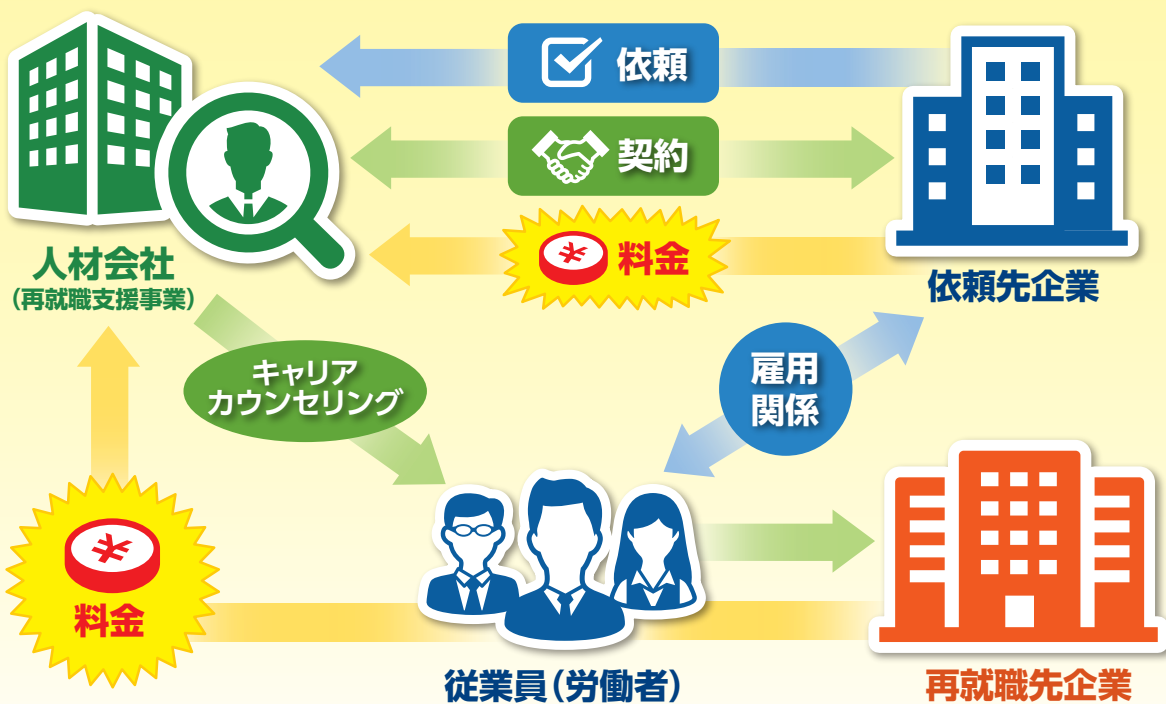 依頼
契約
¥ 料金
人材会社
（再就職支援事業）
依頼先企業
キャリア
カウンセリング
雇用
関係
¥
料金
従業員（労働者）
再就職先企業